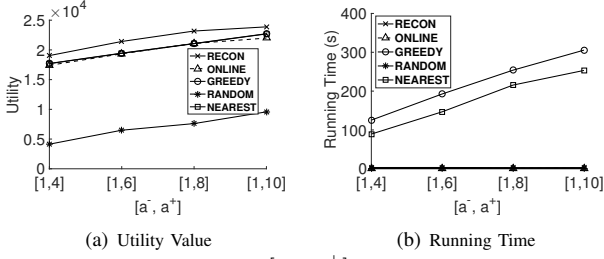 ×10⁴
2.5
2.0
1.5
1.0
0.5
0
Utility
RECON
ONLINE
GREEDY
RANDOM
NEAREST
[1,4] [1,6] [1,8] [1,10]
[a⁻, a⁺]
(a) Utility Value
400
300
200
100
0
Running Time (s)
RECON
ONLINE
GREEDY
RANDOM
NEAREST
[1,4] [1,6] [1,8] [1,10]
[a⁻, a⁺]
(b) Running Time